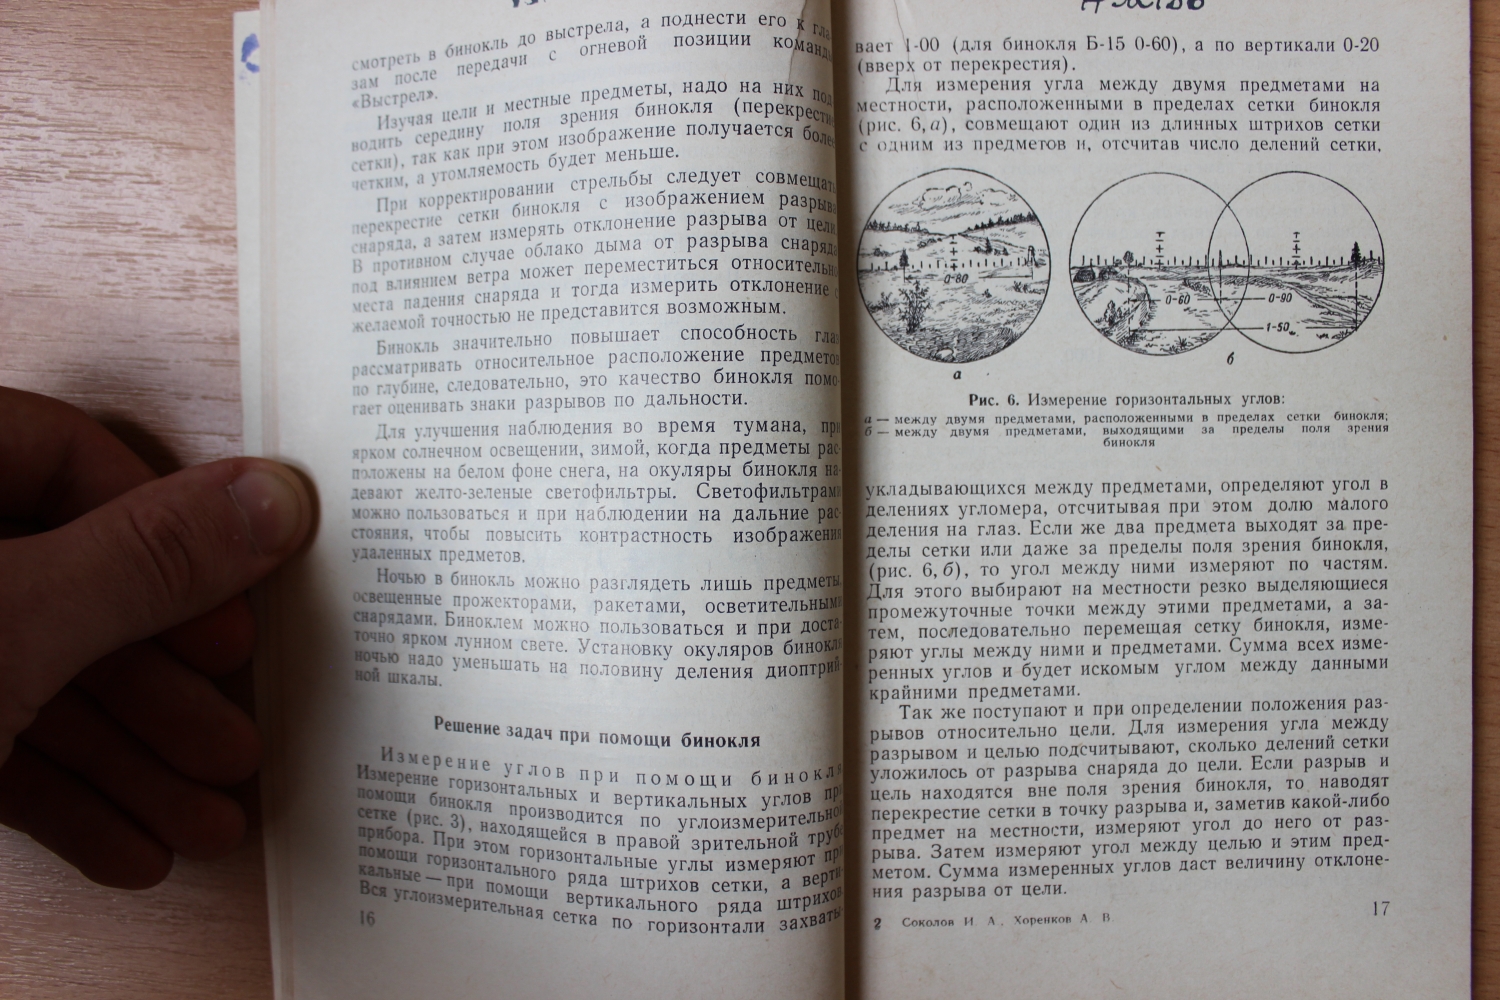 смотреть в бинокль до выстрела, а поднести его к гла-
зам после передачи с огневой позиции команды
«Выстрел».
Изучая цели и местные предметы, надо на них под-
водить середину поля зрения бинокля (перекрестие
сетки), так как при этом изображение получается более
четким, а утомляемость будет меньше.
При корректировании стрельбы следует совмещать
перекрестие сетки бинокля с изображением разрыва
снаряда, а затем измерять отклонение разрыва от цели.
В противном случае облако дыма от разрыва снаряда
под влиянием ветра может переместиться относительно
места падения снаряда и тогда измерить отклонение с
желаемой точностью не представится возможным.
Бинокль значительно повышает способность глаз
рассматривать относительное расположение предметов
по глубине, следовательно, это качество бинокля помо-
гает оценивать знаки разрывов по дальности.
Для улучшения наблюдения во время тумана, при
ярком солнечном освещении, зимой, когда предметы рас-
положены на белом фоне снега, на окуляры бинокля на-
девают желто-зеленые светофильтры. Светофильтрами
можно пользоваться и при наблюдении на дальние рас-
стояния, чтобы повысить контрастность изображения
удаленных предметов.
Ночью в бинокль можно разглядеть лишь предметы,
освещенные прожекторами, ракетами, осветительными
снарядами. Биноклем можно пользоваться и при доста-
точно ярком лунном свете. Установку окуляров бинокля
ночью надо уменьшать на половину деления диоптрий-
ной шкалы.
Решение задач при помощи бинокля
Измерение углов при помощи бинокля
Измерение горизонтальных и вертикальных углов при
помощи бинокля производится по углоизмерительной
сетке (рис. 3), находящейся в правой зрительной трубе
прибора. При этом горизонтальные углы измеряют при
помощи горизонтального ряда штрихов сетки, а верти-
кальные — при помощи вертикального ряда штрихов.
Вся углоизмерительная сетка по горизонтали захваты-
16
вает 1-00 (для бинокля Б-15 0-60), а по вертикали 0-20
(вверх от перекрестия).
Для измерения угла между двумя предметами на
местности, расположенными в пределах сетки бинокля
(рис. 6, а), совмещают один из длинных штрихов сетки
с одним из предметов и, отсчитав число делений сетки,
0-80
0-60
0-90
1-50
а
б
Рис. 6. Измерение горизонтальных углов:
а — между двумя предметами, расположенными в пределах сетки бинокля;
б — между двумя предметами, выходящими за пределы поля зрения
бинокля
укладывающихся между предметами, определяют угол в
делениях угломера, отсчитывая при этом долю малого
деления на глаз. Если же два предмета выходят за пре-
делы сетки или даже за пределы поля зрения бинокля,
(рис. 6, б), то угол между ними измеряют по частям.
Для этого выбирают на местности резко выделяющиеся
промежуточные точки между этими предметами, а за-
тем, последовательно перемещая сетку бинокля, изме-
ряют углы между ними и предметами. Сумма всех изме-
ренных углов и будет искомым углом между данными
крайними предметами.
Так же поступают и при определении положения раз-
рывов относительно цели. Для измерения угла между
разрывом и целью подсчитывают, сколько делений сетки
уложилось от разрыва снаряда до цели. Если разрыв и
цель находятся вне поля зрения бинокля, то наводят
перекрестие сетки в точку разрыва и, заметив какой-либо
предмет на местности, измеряют угол до него от раз-
рыва. Затем измеряют угол между целью и этим пред-
метом. Сумма измеренных углов даст величину отклоне-
ния разрыва от цели.
2 Соколов И. А., Хоренков А. В.
17